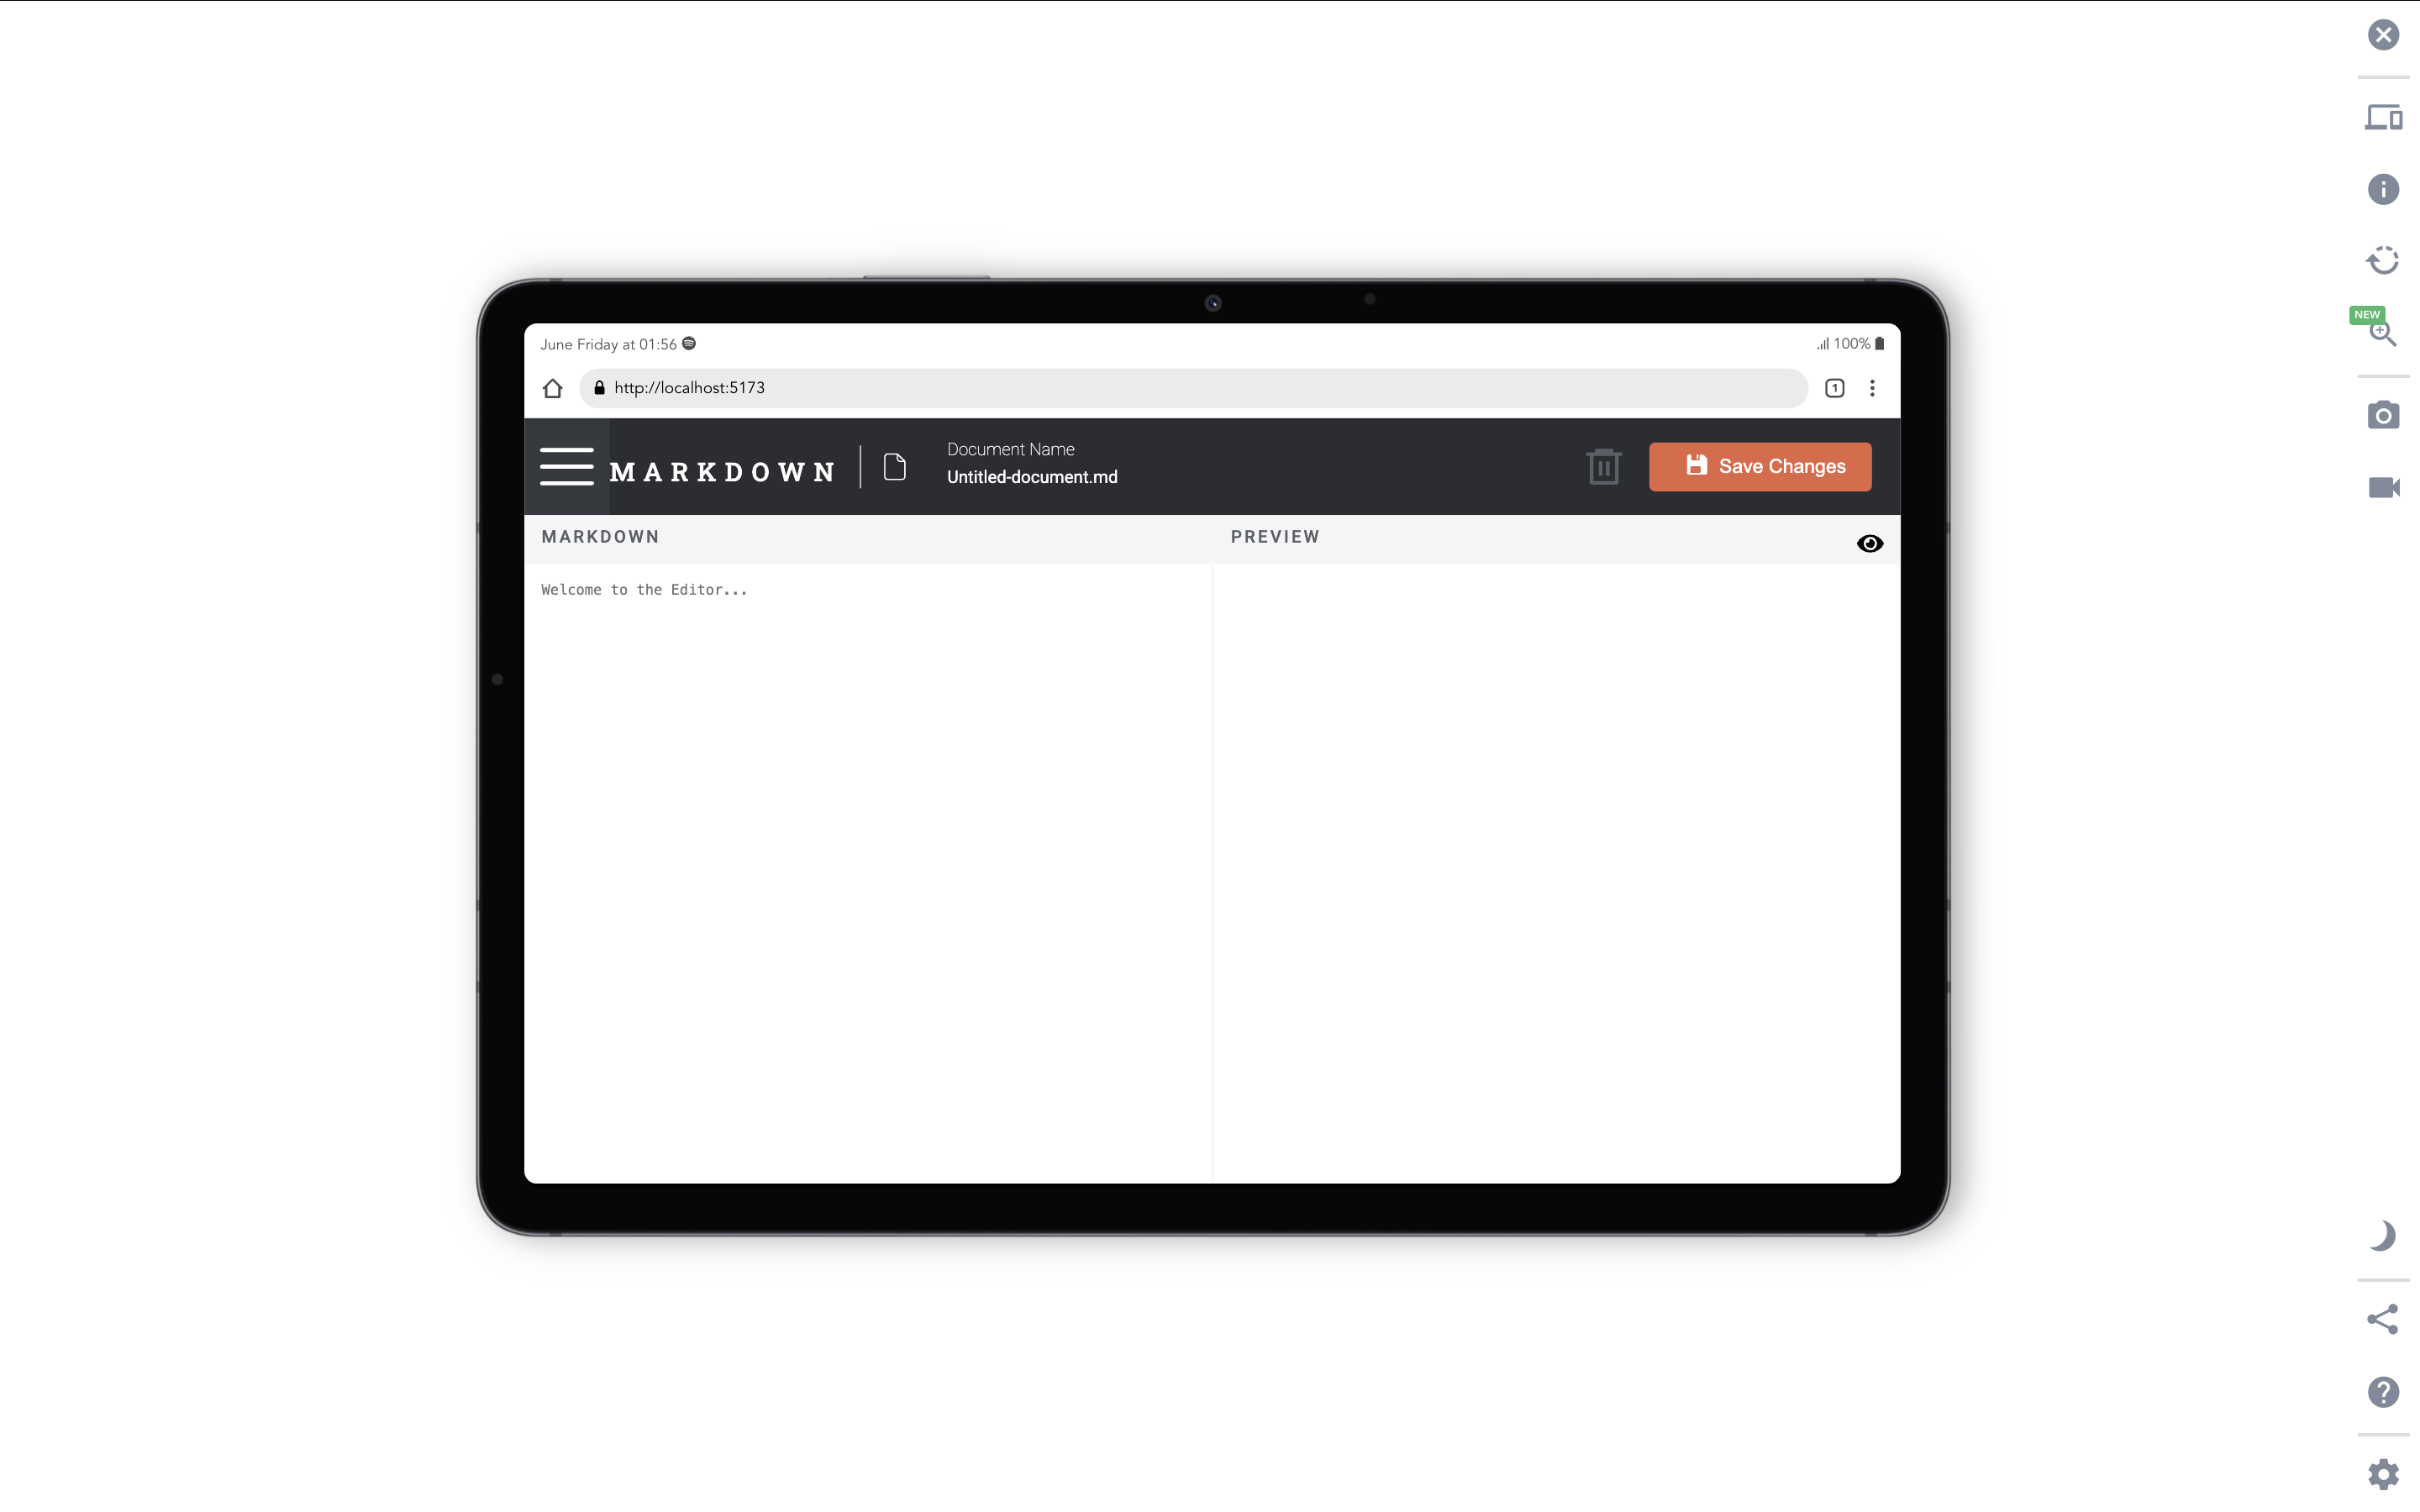 NEW
June Friday at 01:56
100%
http://localhost:5173
1
MARKDOWN
Document Name
Untitled-document.md
Save Changes
MARKDOWN
PREVIEW
Welcome to the Editor...